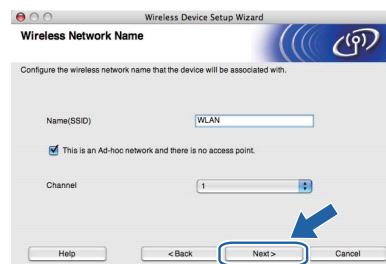 Wireless Device Setup Wizard
Wireless Network Name
Configure the wireless network name that the device will be associated with.
Name(SSID) WLAN
This is an Ad-hoc network and there is no access point.
Channel 1
Help <Back Next> Cancel